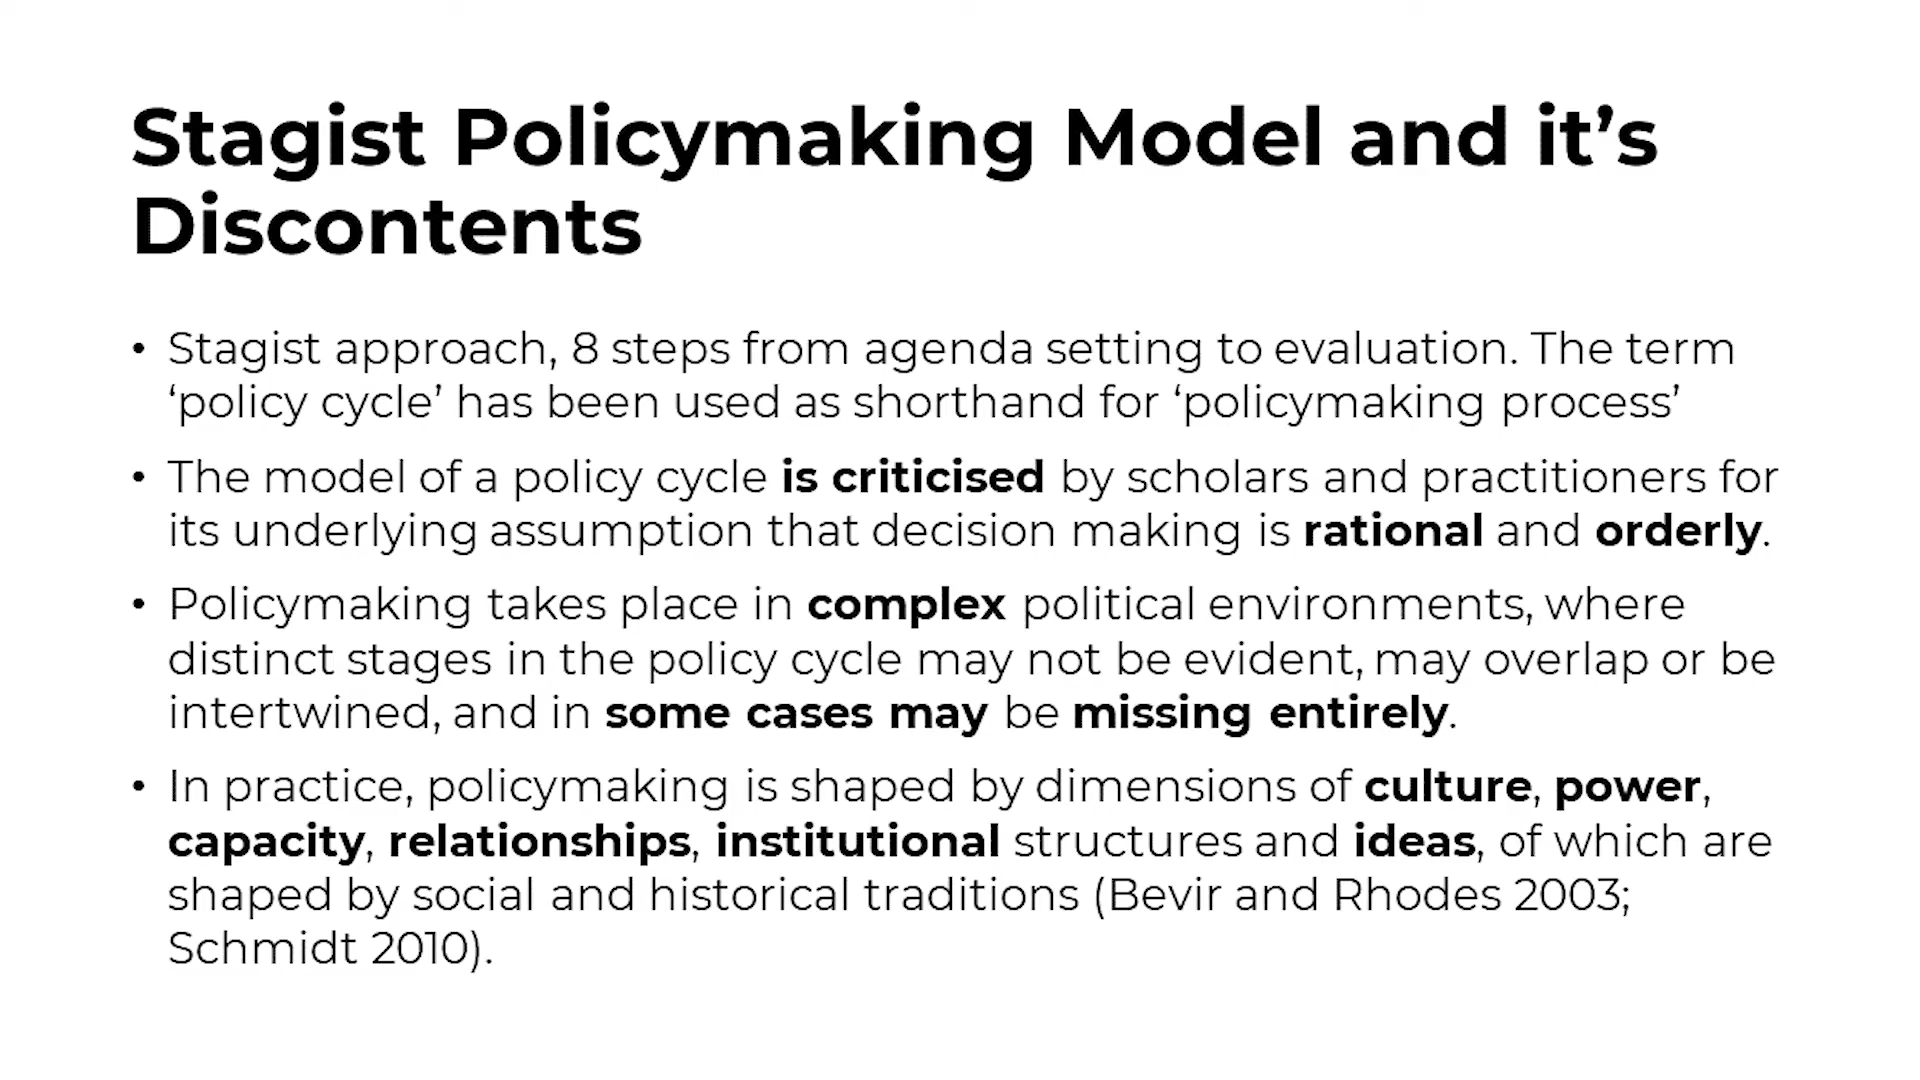 Stagist Policymaking Model and it’s
Discontents
• Stagist approach, 8 steps from agenda setting to evaluation. The term
‘policy cycle’ has been used as shorthand for ‘policymaking process’
• The model of a policy cycle is criticised by scholars and practitioners for
its underlying assumption that decision making is rational and orderly.
• Policymaking takes place in complex political environments, where
distinct stages in the policy cycle may not be evident, may overlap or be
intertwined, and in some cases may be missing entirely.
• In practice, policymaking is shaped by dimensions of culture, power,
capacity, relationships, institutional structures and ideas, of which are
shaped by social and historical traditions (Bevir and Rhodes 2003;
Schmidt 2010).